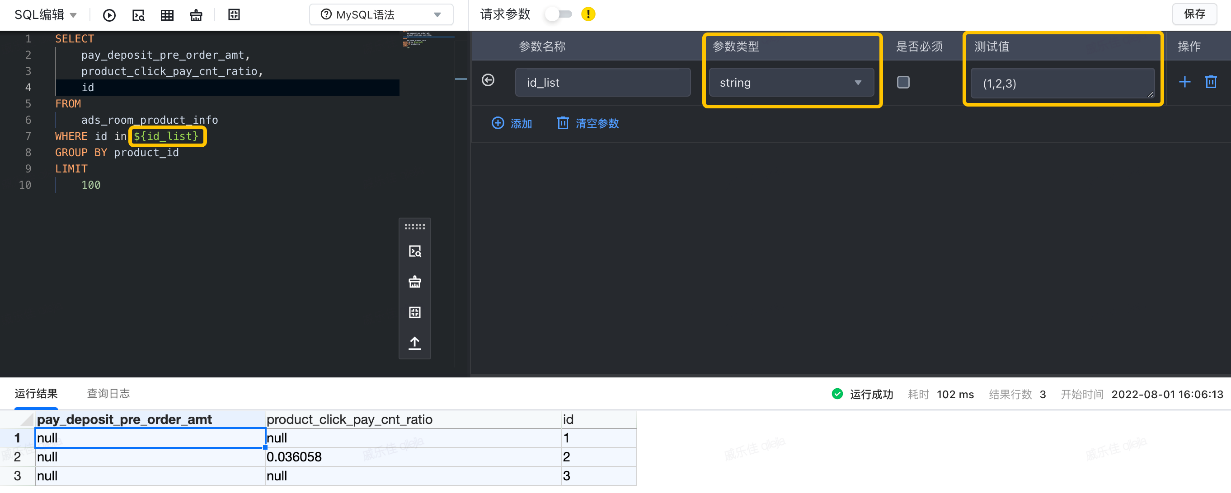 SQL编辑
MySQL语法
请求参数
!
保存
1 SELECT
2 pay_deposit_pre_order_amt,
3 product_click_pay_cnt_ratio,
4 id
5 FROM
6 ads_room_product_info
7 WHERE id in ${id_list}
8 GROUP BY product_id
9 LIMIT
10 100
参数名称 参数类型 是否必须 测试值 操作
id_list string (1,2,3)
添加 清空参数
运行结果 查询日志 运行成功 耗时 102 ms 结果行数 3 开始时间 2022-08-01 16:06:13
pay_deposit_pre_order_amt product_click_pay_cnt_ratio id
1 null null 1
2 null 0.036058 2
3 null null 3